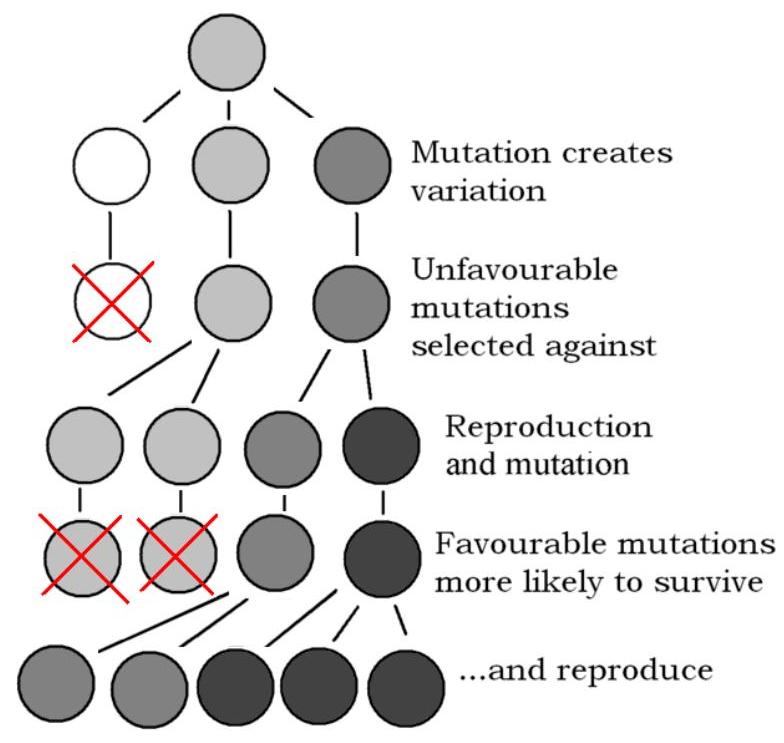 Mutation creates
variation
Unfavourable
mutations
selected against
Reproduction
and mutation
Favourable mutations
more likely to survive
...and reproduce